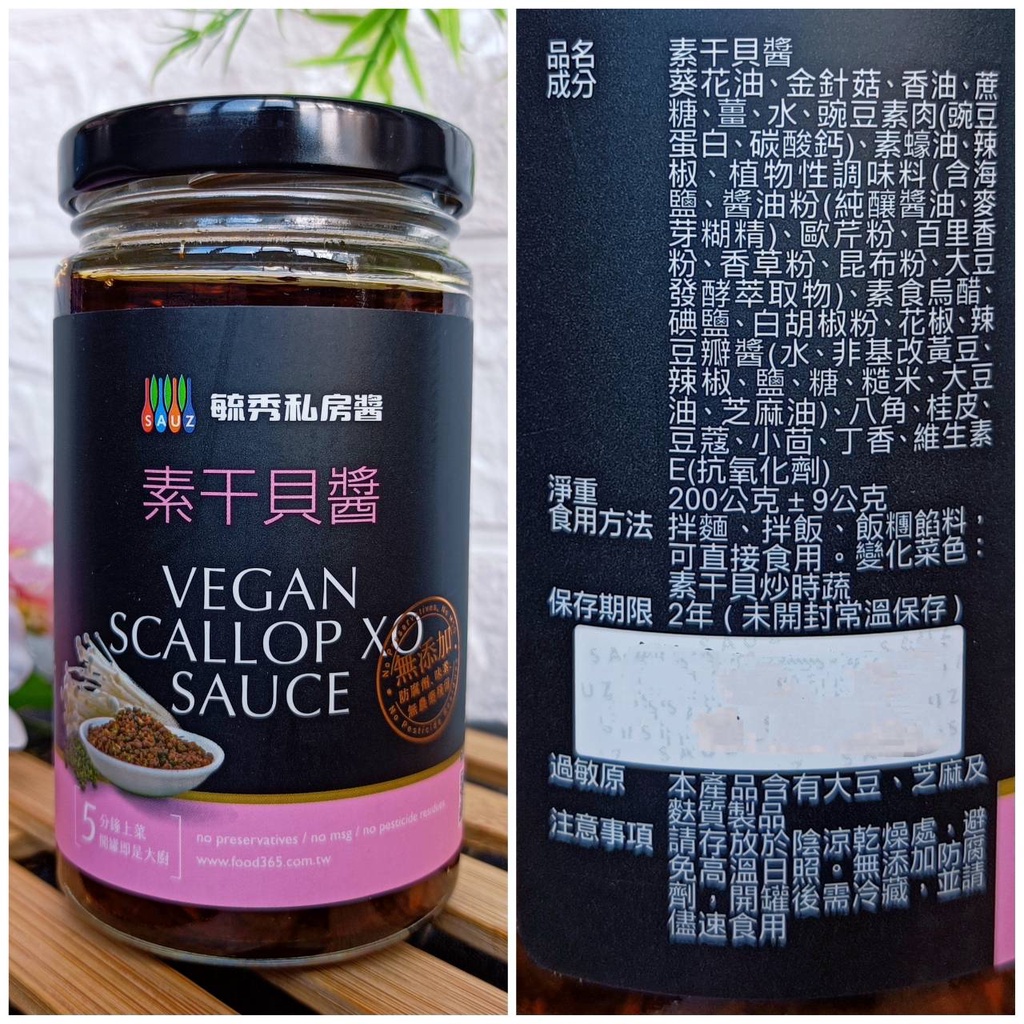 SAUZ
毓秀私房醬
素干貝醬
VEGAN
SCALLOP XO
SAUCE
無添加
防腐劑、味素
No Pesticide
5
分鐘上菜
開罐即是大廚
no preservatives / no msg / no pesticide residues
www.food365.com.tw
品名 素干貝醬
成分 葵花油、金針菇、香油、蔗
糖、薑、水、豌豆素肉(豌豆
蛋白、碳酸鈣)、素蠔油、辣
椒、植物性調味料(含海
鹽、醬油粉(純釀醬油、麥
芽糊精)、歐芹粉、百里香
粉、香草粉、昆布粉、大豆
發酵萃取物)、素食烏醋、
碘鹽、白胡椒粉、花椒、辣
豆瓣醬(水、非基改黃豆、
辣椒、鹽、糖、糙米、大豆
油、芝麻油)、八角、桂皮、
豆蔻、小茴、丁香、維生素
E(抗氧化劑)
淨重 200公克±9公克
食用方法 拌麵、拌飯、飯糰餡料；
可直接食用。變化菜色：
素干貝炒時蔬
保存期限 2年（未開封常溫保存）
過敏原 本產品含有大豆、芝麻及
麩質製品
注意事項 請存放於陰涼乾燥處，避
免高溫日照。無添加防腐
劑，開罐後需冷藏，並請
儘速食用